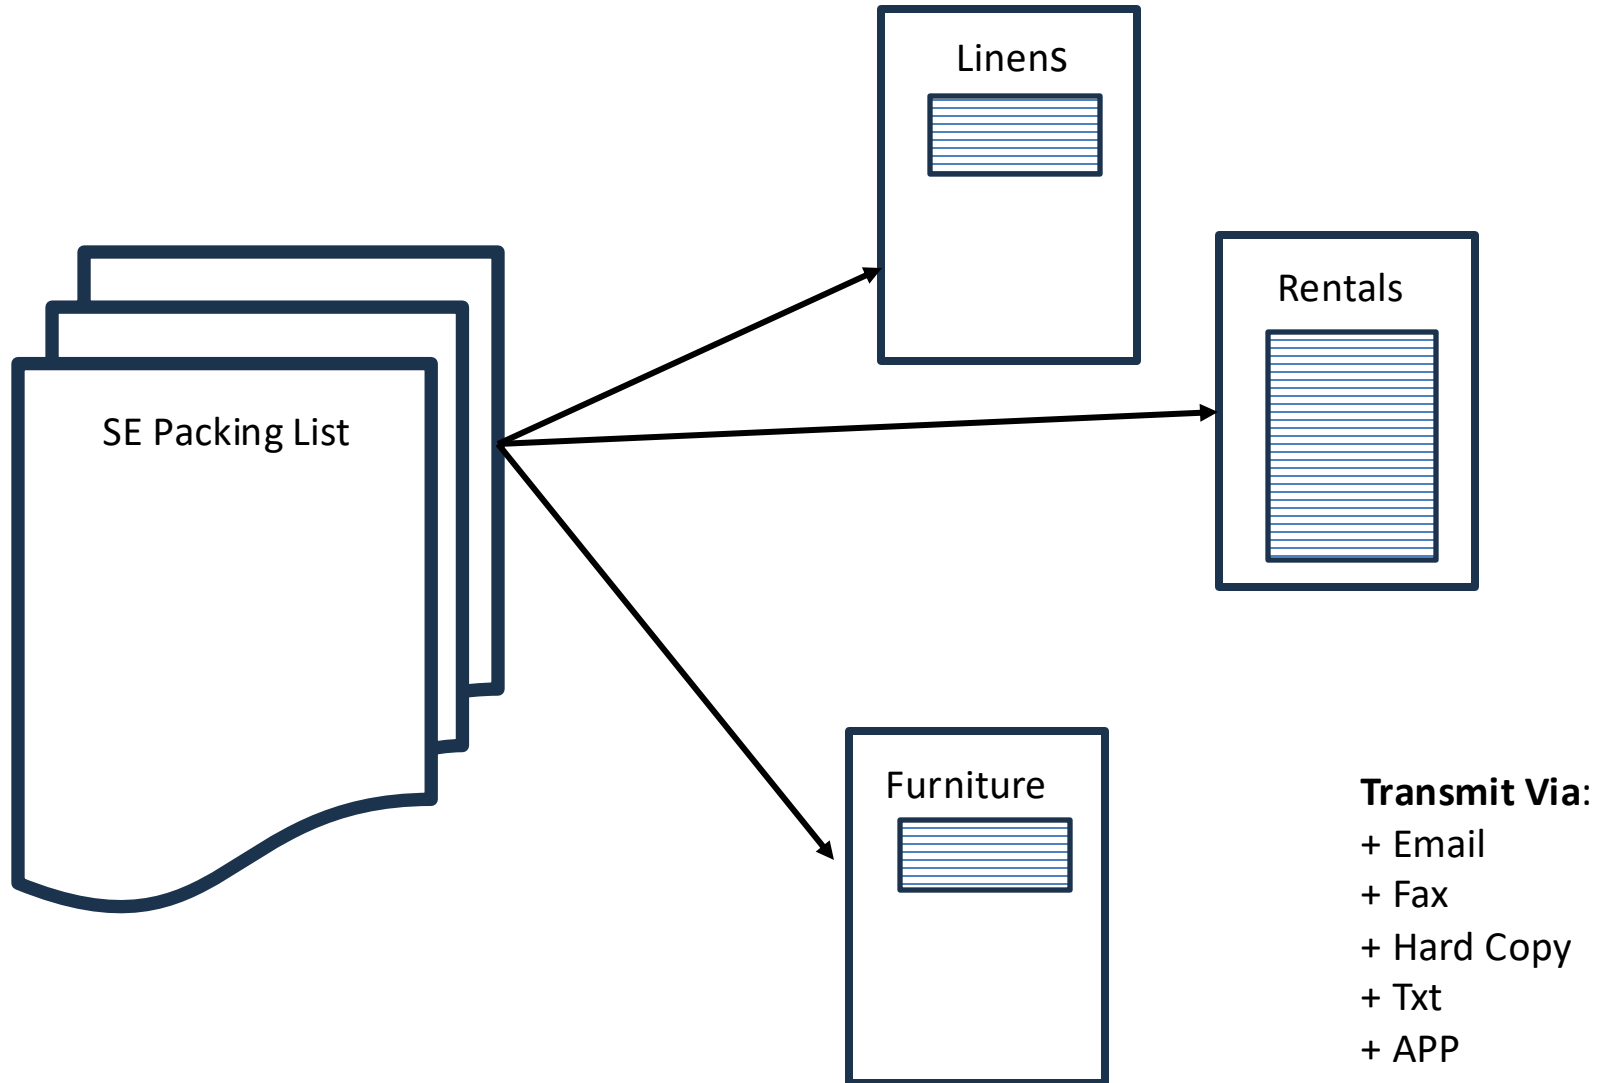 Linens
Rentals
SE Packing List
Furniture
Transmit Via:
+ Email
+ Fax
+ Hard Copy
+ Txt
+ APP